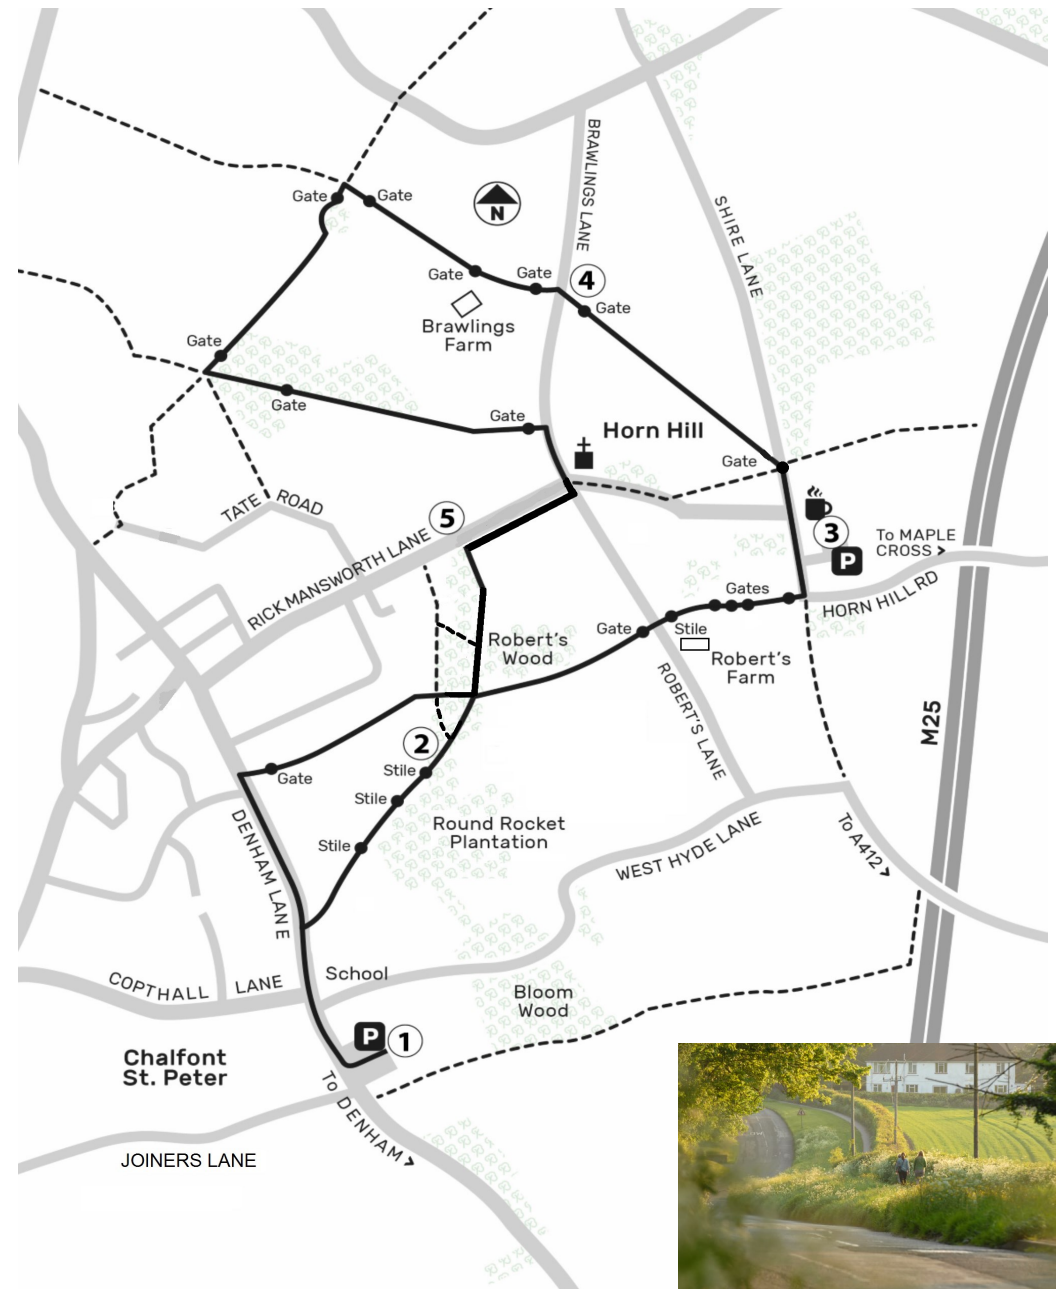 Gate
Gate
N
BRAWLINGS LANE
SHIRE LANE
Gate
Gate
4
Gate
Brawlings
Farm
Gate
Gate
Gate
Horn Hill
Gate
TATE ROAD
5
3
To MAPLE
CROSS
P
RICKMANSWORTH LANE
Gates
HORN HILL RD
Gate
Stile
Robert's
Wood
Robert's
Farm
ROBERT'S LANE
M25
2
Stile
Gate
Stile
Round Rocket
Plantation
Stile
DENHAM LANE
WEST HYDE LANE
To A412
School
COPTHALL LANE
Bloom
Wood
P
1
Chalfont
St. Peter
To DENHAM
JOINERS LANE